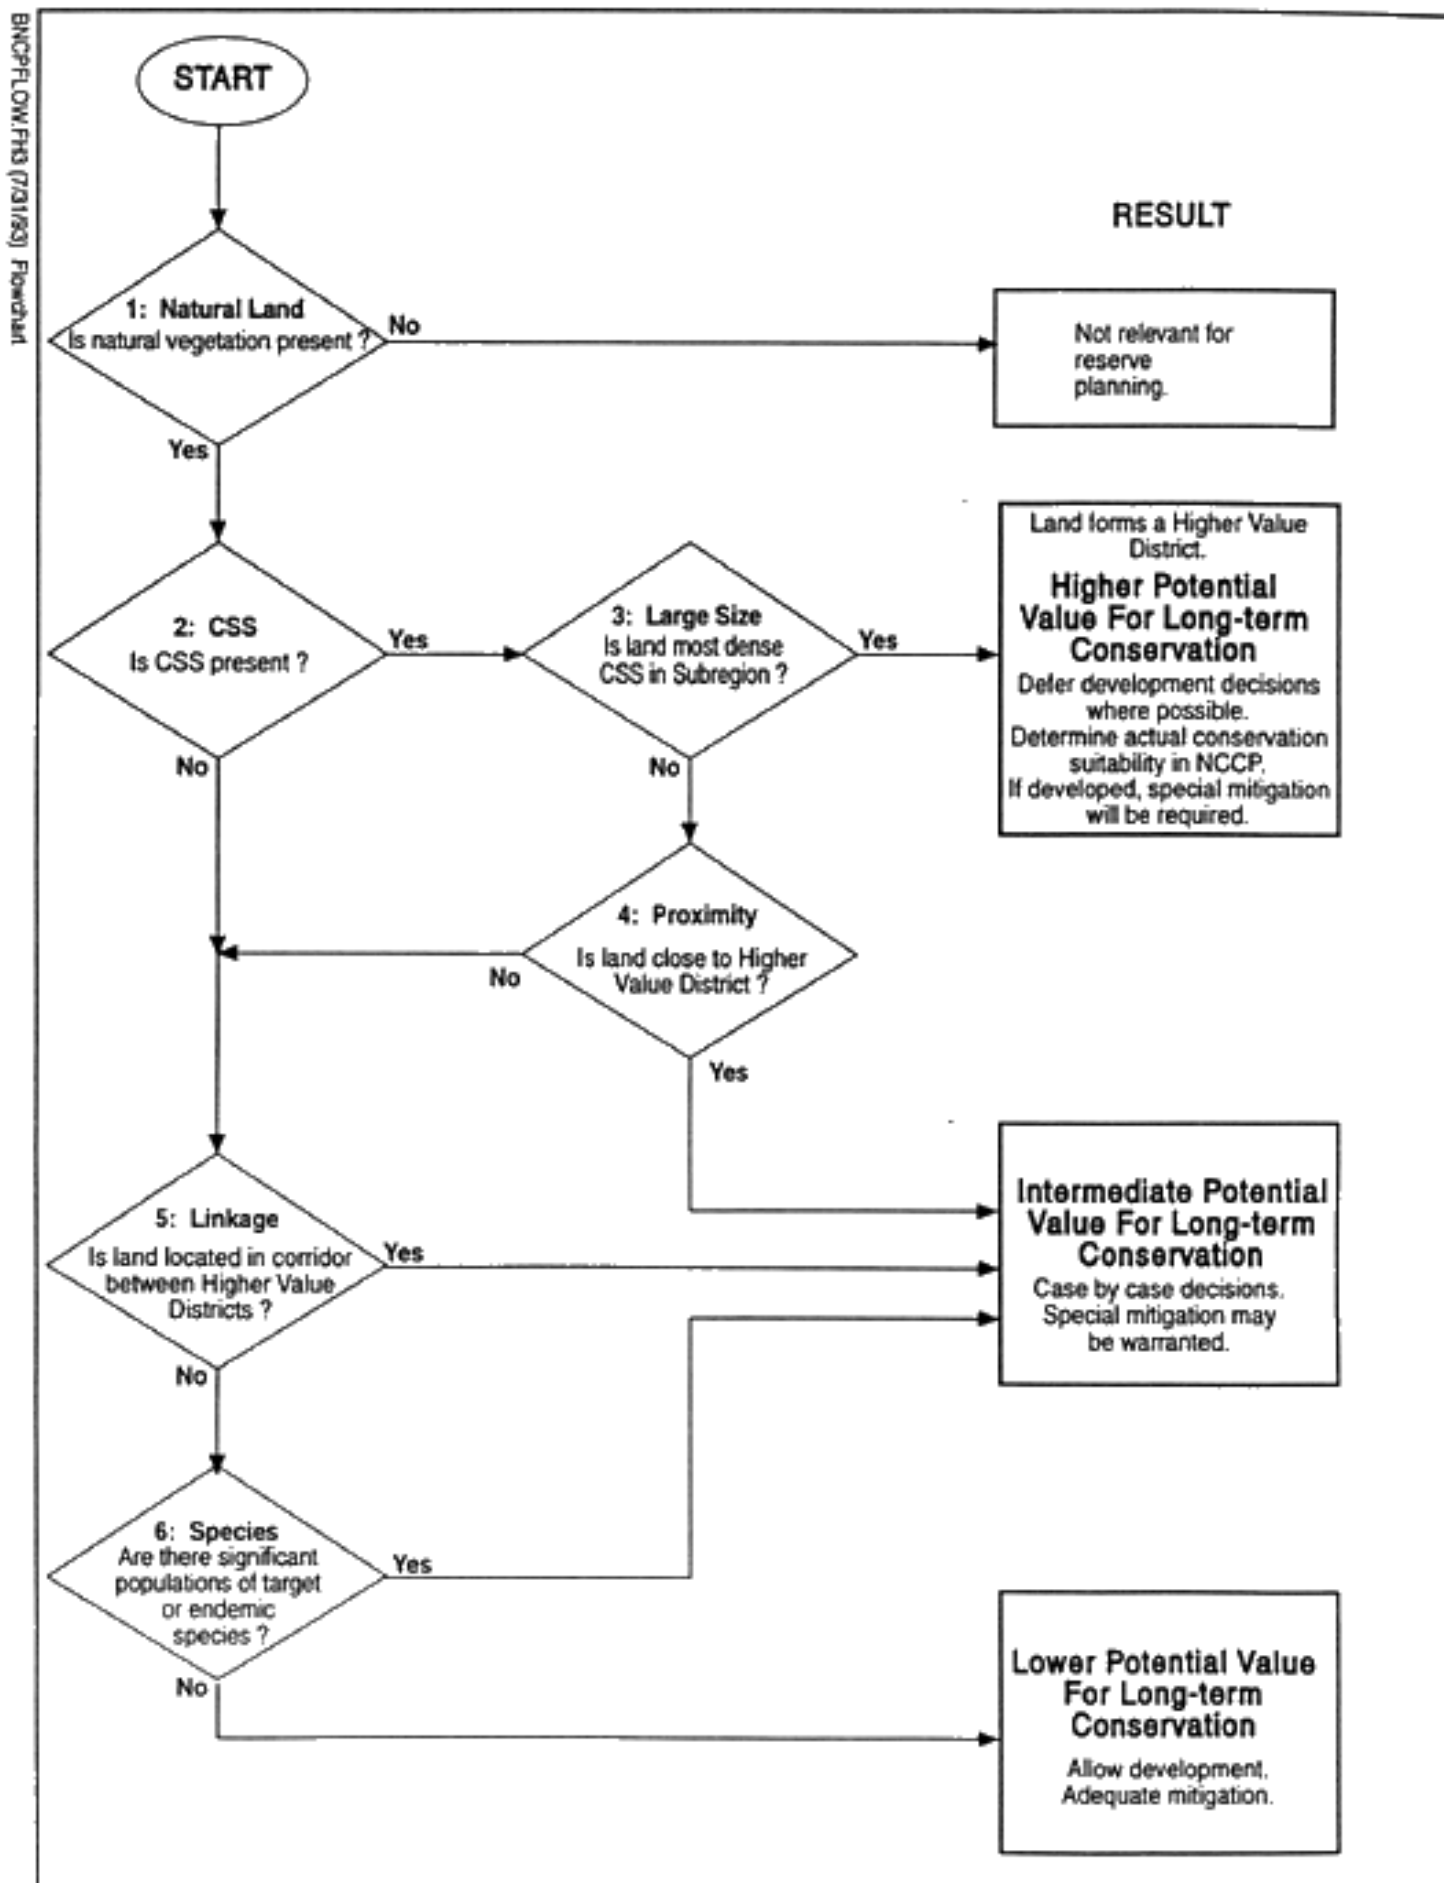 BNCPFLOW.FH3 (7/31/93) Flowchart
START
RESULT
1: Natural Land
Is natural vegetation present ?
No
Yes
Not relevant for
reserve
planning.
2: CSS
Is CSS present ?
Yes
No
3: Large Size
Is land most dense
CSS in Subregion ?
Yes
No
Land forms a Higher Value
District.
Higher Potential
Value For Long-term
Conservation
Defer development decisions
where possible.
Determine actual conservation
suitability in NCCP.
If developed, special mitigation
will be required.
4: Proximity
Is land close to Higher
Value District ?
No
Yes
5: Linkage
Is land located in corridor
between Higher Value
Districts ?
Yes
No
Intermediate Potential
Value For Long-term
Conservation
Case by case decisions.
Special mitigation may
be warranted.
6: Species
Are there significant
populations of target
or endemic
species ?
Yes
No
Lower Potential Value
For Long-term
Conservation
Allow development.
Adequate mitigation.